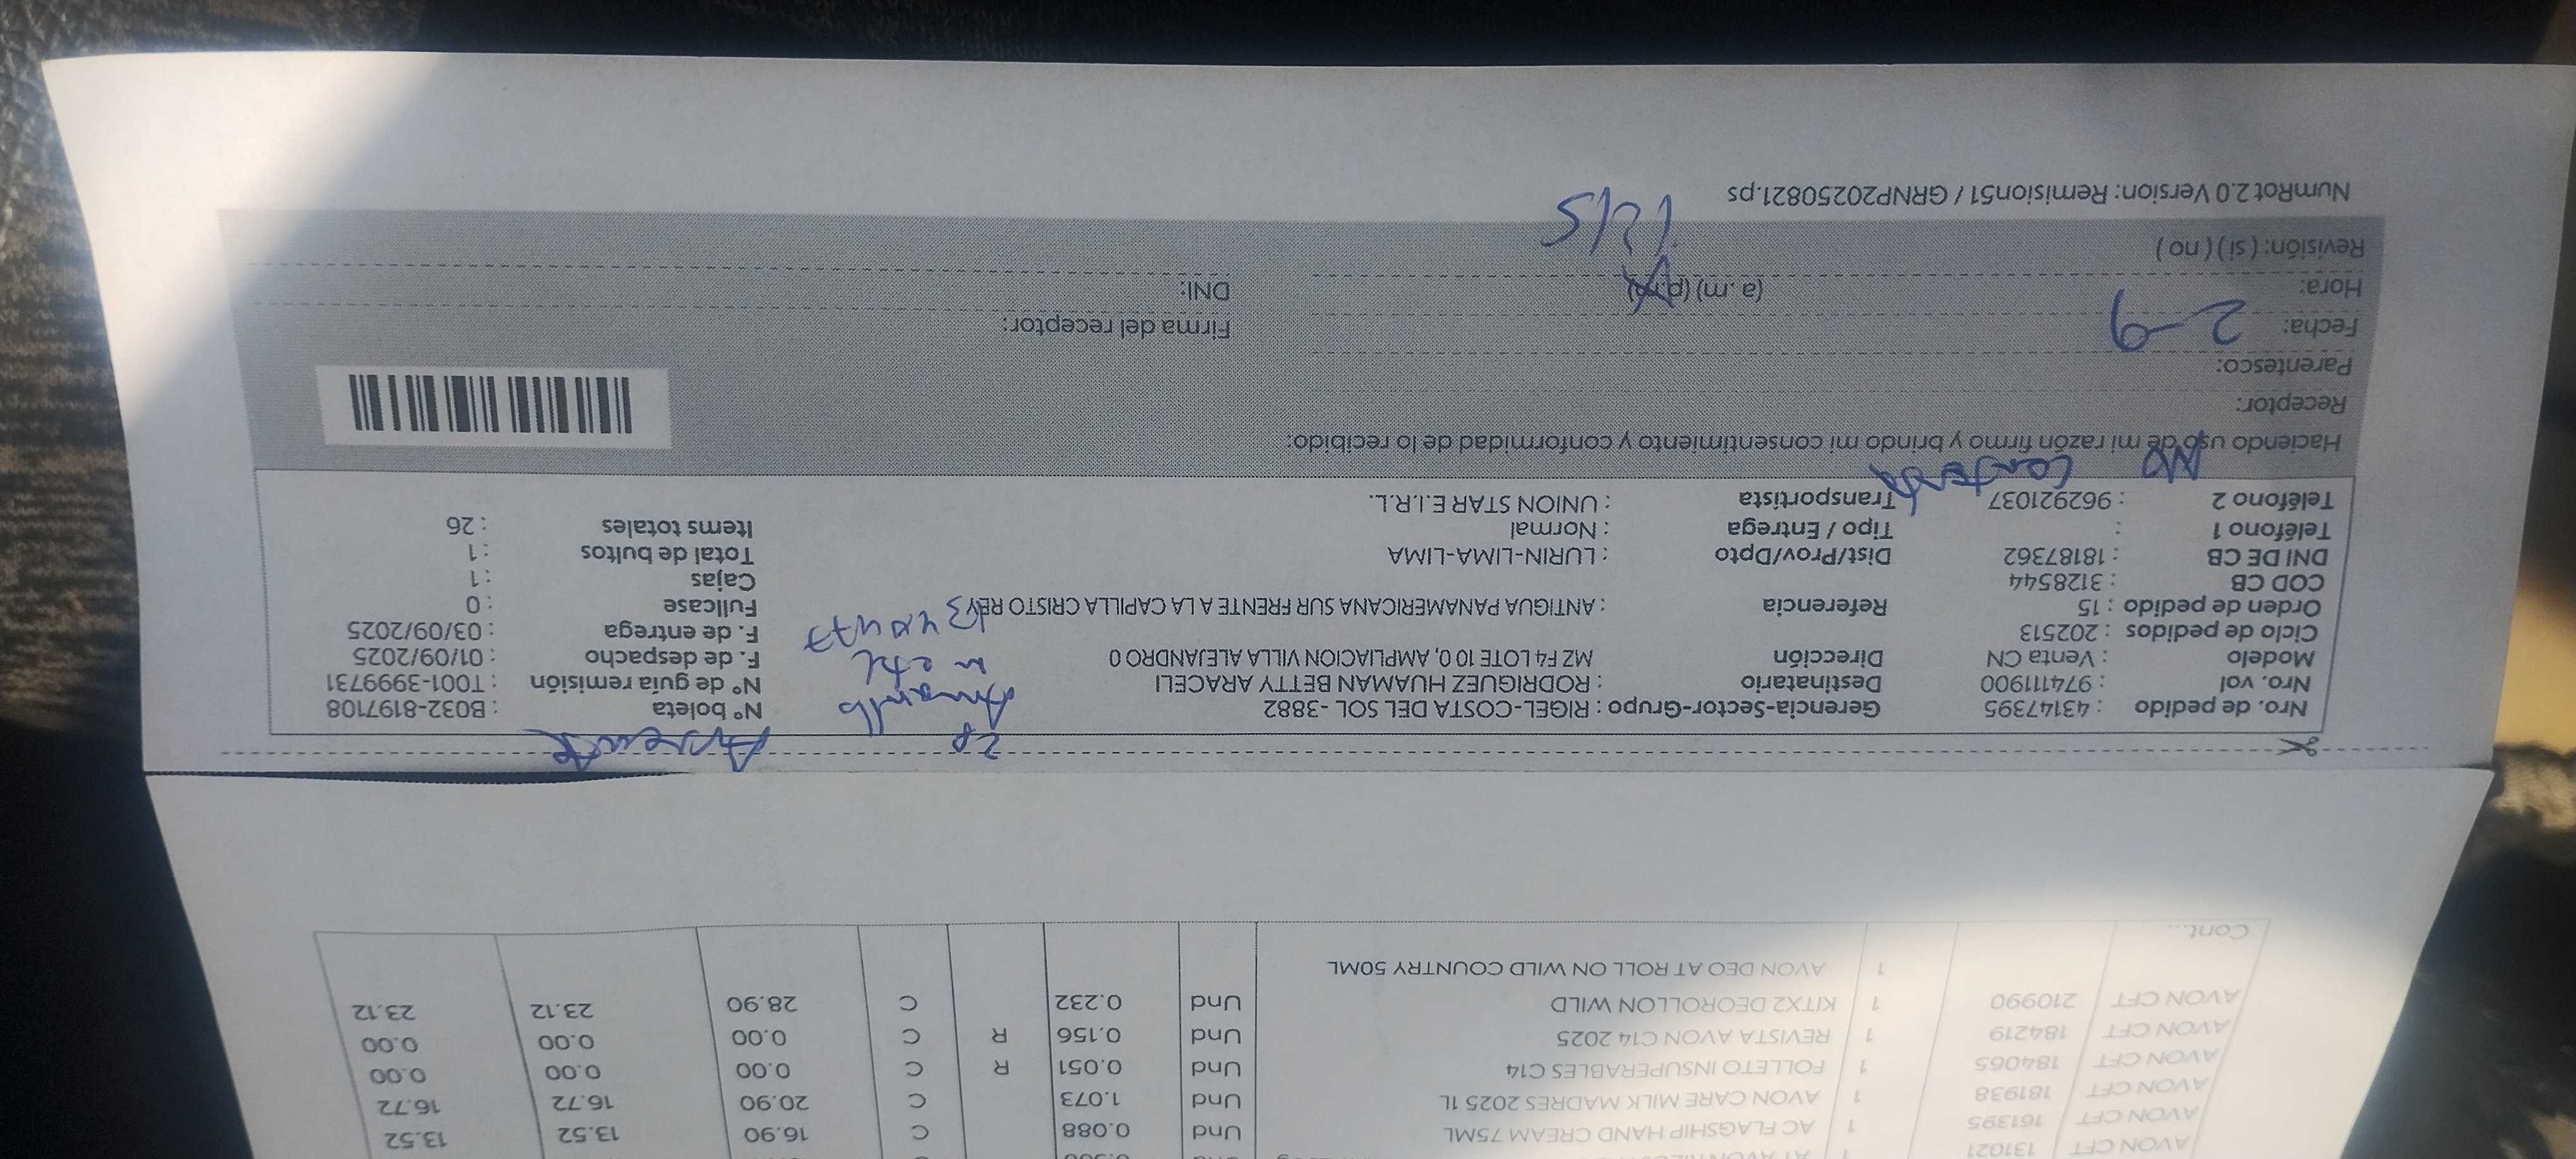 AVON CFT 131021 1 AT AVON
AVON CFT 161395 1 AC FLAGSHIP HAND CREAM 75ML Und 0.088 C 16.90 13.52 13.52
AVON CFT 181938 1 AVON CARE MILK MADRES 2025 1L Und 1.073 C 20.90 16.72 16.72
AVON CFT 184065 1 FOLLETO INSUPERABLES C14 Und 0.051 R C 0.00 0.00 0.00
AVON CFT 184219 1 REVISTA AVON C14 2025 Und 0.156 R C 0.00 0.00 0.00
AVON CFT 210990 1 KITX2 DEOROLLON WILD Und 0.232 C 28.90 23.12 23.12
1 AVON DEO AT ROLL ON WILD COUNTRY 50ML
Cont...
2p Ausente
Nro. de pedido : 43147395 Gerencia-Sector-Grupo : RIGEL-COSTA DEL SOL -3882 Amarillo N° boleta : B032-8197108
Nro. vol : 974111900 Destinatario : RODRIGUEZ HUAMAN BETTY ARACELI N° de guía remisión : T001-3999731
Modelo : Venta CN Dirección MZ F4 LOTE 10 0, AMPLIACION VILLA ALEJANDRO 0 F. de despacho : 01/09/2025
Ciclo de pedidos : 202513 F. de entrega : 03/09/2025
Orden de pedido : 15 Referencia : ANTIGUA PANAMERICANA SUR FRENTE A LA CAPILLA CRISTO REY Fullcase : 0
COD CB : 3128544 Cajas : 1
DNI DE CB : 18187362 Dist/Prov/Dpto : LURIN-LIMA-LIMA Total de bultos : 1
Teléfono 1 : Tipo / Entrega : Normal Items totales : 26
Teléfono 2 : 962921037 Transportista : UNION STAR E.I.R.L.
No contesta
Haciendo uso de mi razón firmo y brindo mi consentimiento y conformidad de lo recibido:
Receptor:
Parentesco:
Fecha: 2-9 Firma del receptor:
Hora: (a. m) (p.m) DNI:
Revisión: ( si ) ( no )
NumRot 2.0 Version: Remision51 / GRNP20250821.ps